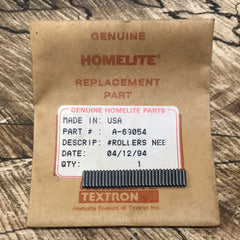 GENUINE
HOMELITE®
REPLACEMENT
PART
GENUINE HOMELITE PARTS
MADE IN: USA
PART # : A-69054
DESCRIP: #ROLLERS NEE
DATE: 04/12/94
QTY: 1
TEXTRON
Homelite Division of Textron Inc.